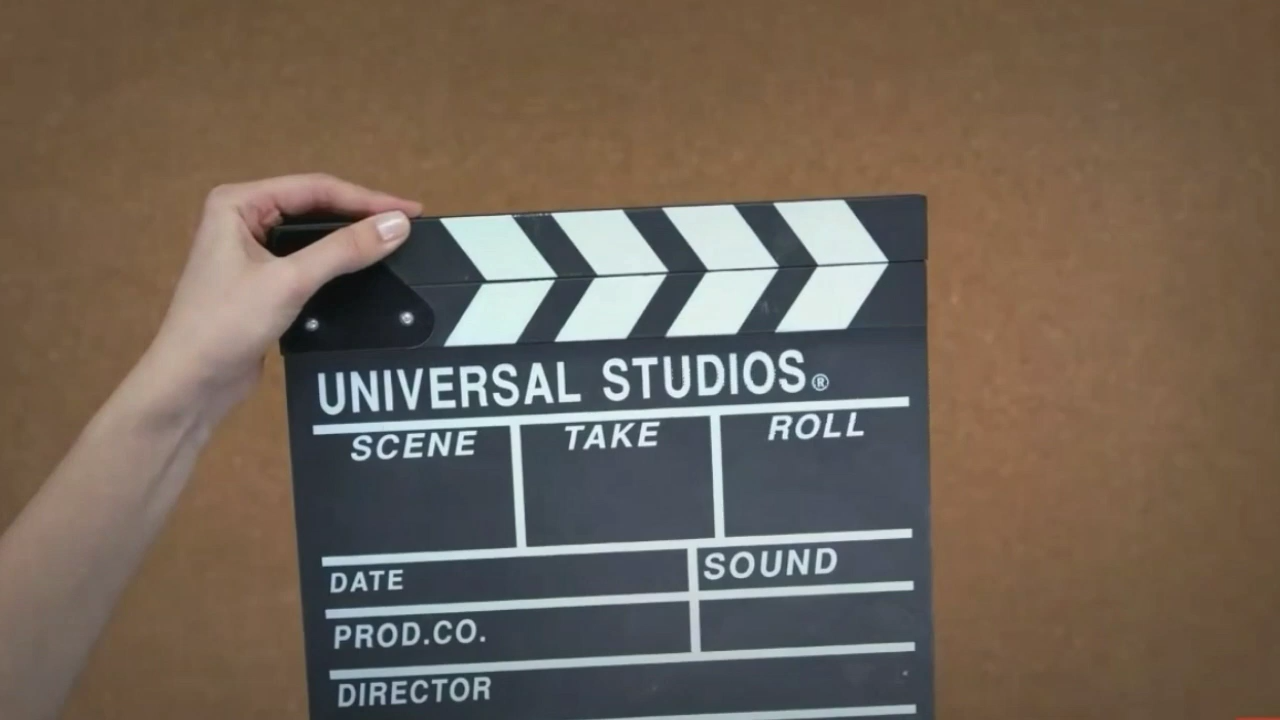 UNIVERSAL STUDIOS®
SCENE TAKE ROLL
DATE SOUND
PROD.CO.
DIRECTOR